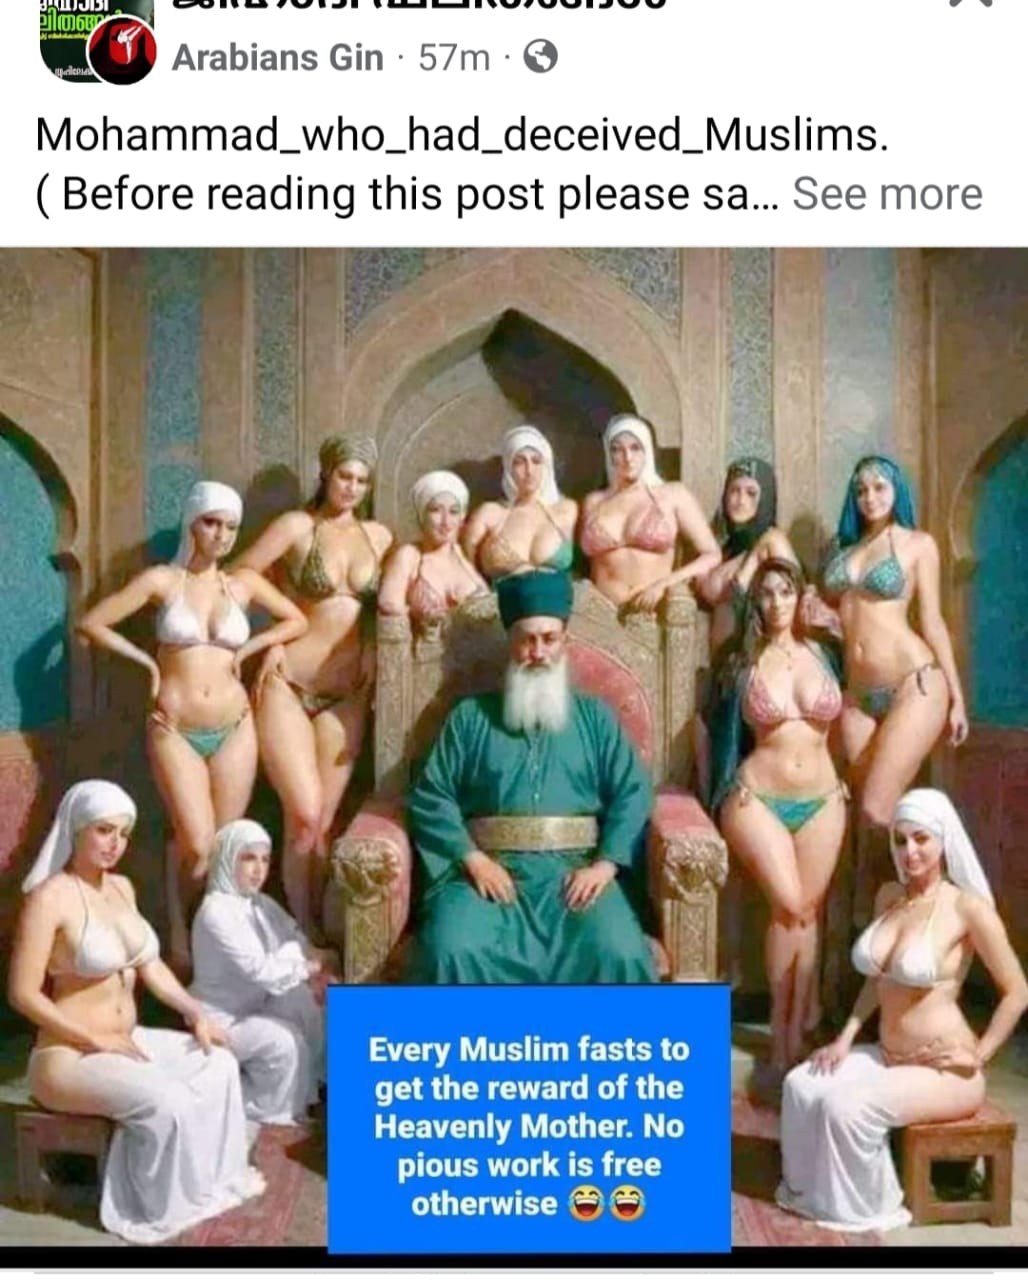 Arabians Gin · 57m ·
Mohammad_who_had_deceived_Muslims.
( Before reading this post please sa... See more
Every Muslim fasts to
get the reward of the
Heavenly Mother. No
pious work is free
otherwise 😂😂